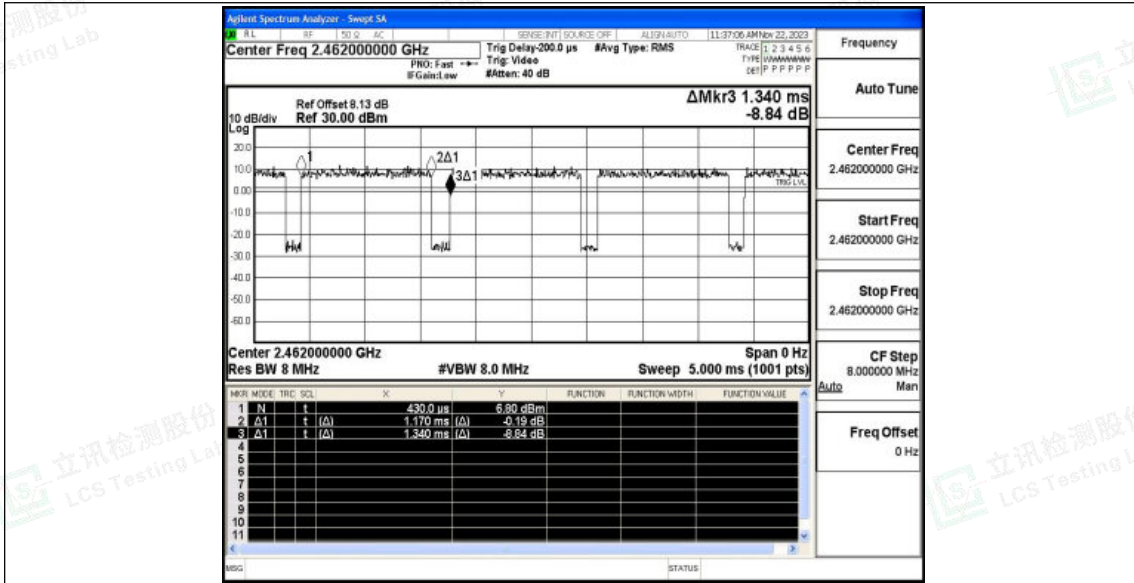 Agilent Spectrum Analyzer - Swept SA
RL RF 50 Ω AC SENSE:INT SOURCE OFF ALIGN AUTO 11:37:06 AM Nov 22, 2023
Center Freq 2.462000000 GHz
PNO: Fast
IFGain:Low
Trig Delay-200.0 µs
Trig: Video
#Atten: 40 dB
#Avg Type: RMS
TRACE 1 2 3 4 5 6
TYPE
DET P P P P P P
Frequency
Auto Tune
Center Freq
2.462000000 GHz
Start Freq
2.462000000 GHz
Stop Freq
2.462000000 GHz
CF Step
8.000000 MHz
Auto Man
Freq Offset
0 Hz
ΔMkr3 1.340 ms
-8.84 dB
Ref Offset 8.13 dB
10 dB/div Ref 30.00 dBm
Log
20.0
10.0
0.00
-10.0
-20.0
-30.0
-40.0
-50.0
-60.0
1
2Δ1
3Δ1
TRIG LVL
Center 2.462000000 GHz Span 0 Hz
Res BW 8 MHz #VBW 8.0 MHz Sweep 5.000 ms (1001 pts)
MKR MODE TRC SCL X Y FUNCTION FUNCTION WIDTH FUNCTION VALUE
1 N t 430.0 µs 6.80 dBm
2 Δ1 t (Δ) 1.170 ms (Δ) -0.19 dB
3 Δ1 t (Δ) 1.340 ms (Δ) -8.84 dB
4
5
6
7
8
9
10
11
MSG STATUS
立讯检测股份
LCS Testing Lab
立讯检测股份
LCS Testing L